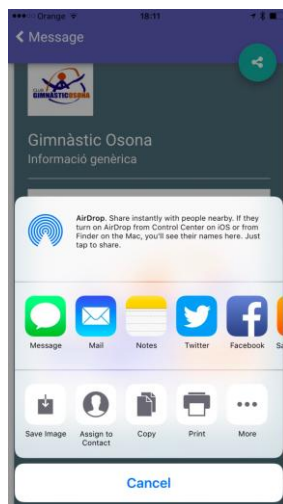 Orange
18:11
Message
CLUB
GIMNÀSTICOSONA
Gimnàstic Osona
Informació genèrica
AirDrop. Share instantly with people nearby. If they
turn on AirDrop from Control Center on iOS or from
Finder on the Mac, you'll see their names here. Just
tap to share.
Message
Mail
Notes
Twitter
Facebook
Save Image
Assign to
Contact
Copy
Print
More
Cancel